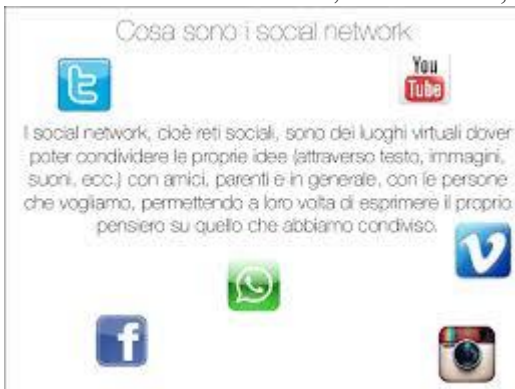 Cosa sono i social network
You
Tube
I social network, cioè reti sociali, sono dei luoghi virtuali dover
poter condividere le proprie idee (attraverso testo, immagini,
suoni, ecc.) con amici, parenti e in generale, con le persone
che vogliamo, permettendo a loro volta di esprimere il proprio
pensiero su quello che abbiamo condiviso.